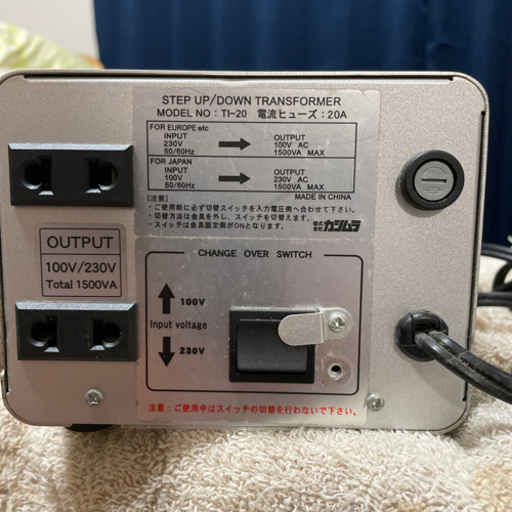 STEP UP/DOWN TRANSFORMER
MODEL NO：TI-20 電流ヒューズ：20A
FOR EUROPE etc
INPUT OUTPUT
230V 100V AC
50/60Hz 1500VA MAX
FOR JAPAN
INPUT OUTPUT
100V 230V AC
50/60Hz 1500VA MAX
【注意】 MADE IN CHINA
・ご使用前に必ず切替スイッチを入力電圧側へ合わせて下さい。
・切替方法は金具を外し、スイッチを切替えます。
・スイッチは金具固定側がONとなります。
株式会社 カシムラ
OUTPUT
100V/230V
Total 1500VA
CHANGE OVER SWITCH
100V
Input voltage
230V
注意：ご使用中はスイッチの切替を行わないで下さい。